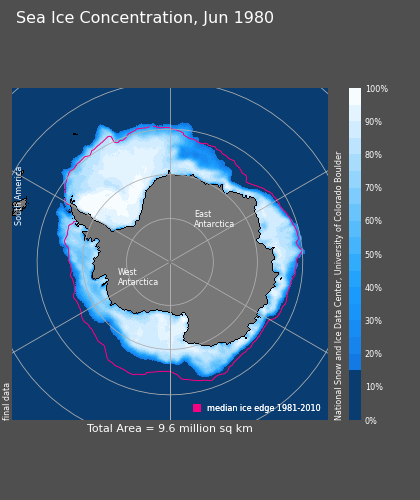 Sea Ice Concentration, Jun 1980
100%
90%
80%
70%
60%
50%
40%
30%
20%
10%
0%
South America
East
Antarctica
West
Antarctica
National Snow and Ice Data Center, University of Colorado Boulder
final data
median ice edge 1981-2010
Total Area = 9.6 million sq km